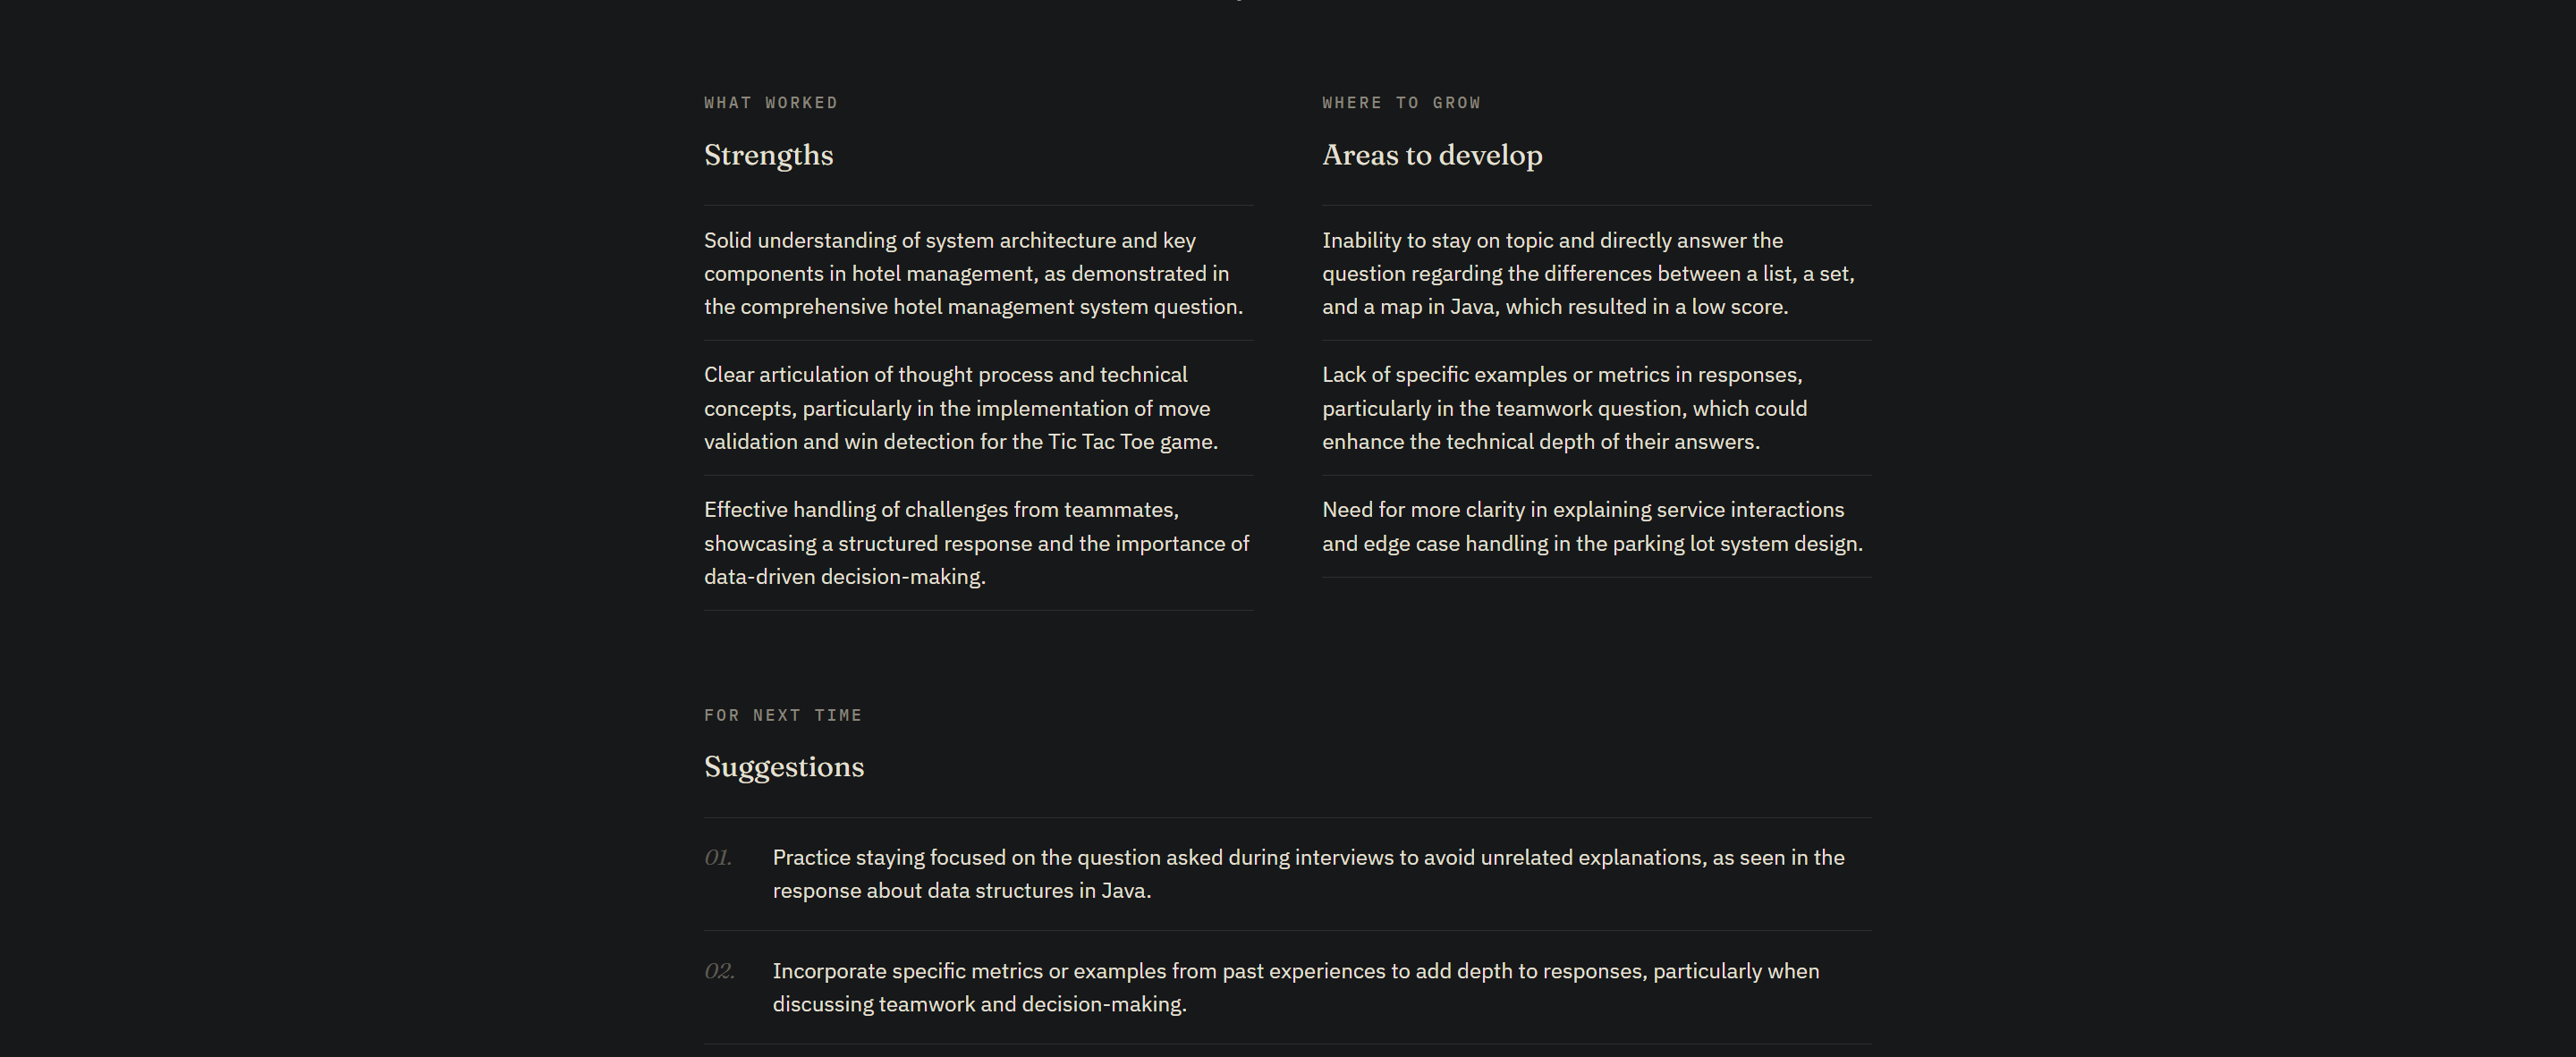 WHAT WORKED
Strengths
Solid understanding of system architecture and key
components in hotel management, as demonstrated in
the comprehensive hotel management system question.
Clear articulation of thought process and technical
concepts, particularly in the implementation of move
validation and win detection for the Tic Tac Toe game.
Effective handling of challenges from teammates,
showcasing a structured response and the importance of
data-driven decision-making.
WHERE TO GROW
Areas to develop
Inability to stay on topic and directly answer the
question regarding the differences between a list, a set,
and a map in Java, which resulted in a low score.
Lack of specific examples or metrics in responses,
particularly in the teamwork question, which could
enhance the technical depth of their answers.
Need for more clarity in explaining service interactions
and edge case handling in the parking lot system design.
FOR NEXT TIME
Suggestions
01. Practice staying focused on the question asked during interviews to avoid unrelated explanations, as seen in the
response about data structures in Java.
02. Incorporate specific metrics or examples from past experiences to add depth to responses, particularly when
discussing teamwork and decision-making.